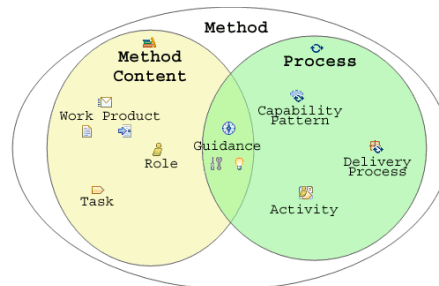 Method
Method
Content
Process
Work Product
Role
Task
Guidance
Capability
Pattern
Delivery
Process
Activity